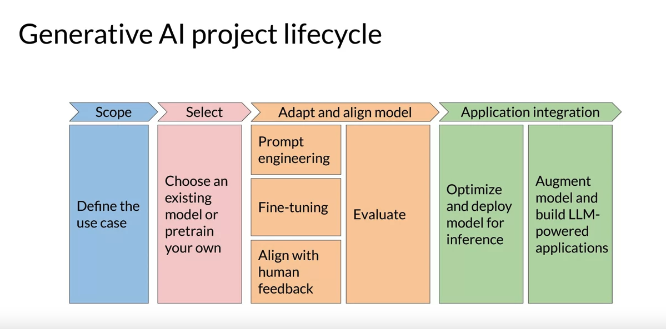 Generative AI project lifecycle
Scope
Select
Adapt and align model
Application integration
Define the
use case
Choose an
existing
model or
pretrain
your own
Prompt
engineering
Fine-tuning
Align with
human
feedback
Evaluate
Optimize
and deploy
model for
inference
Augment
model and
build LLM-
powered
applications